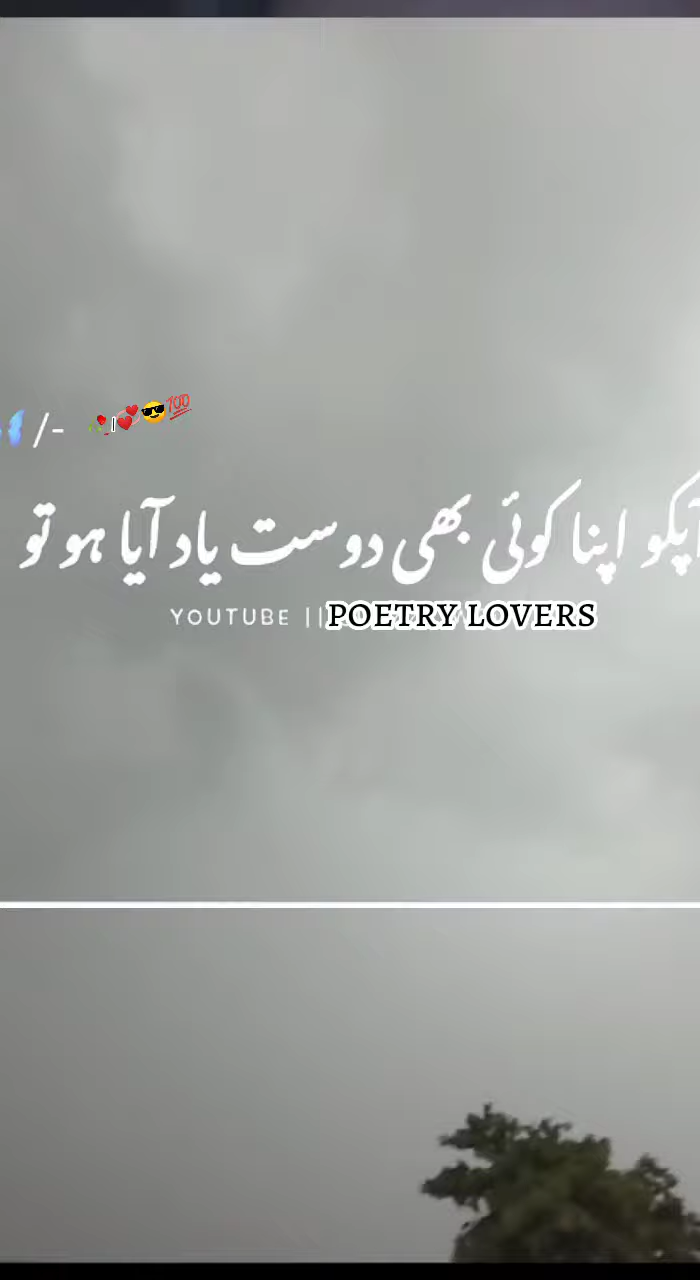 /-
💯
آپکو اپنا کوئی بھی دوست یاد آیا ہو تو
YOUTUBE || POETRY LOVERS